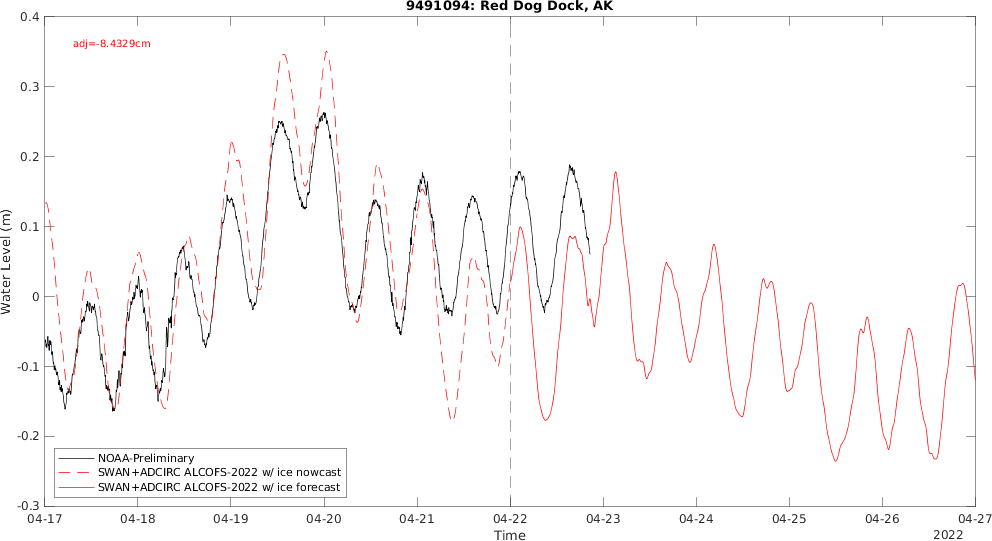 9491094: Red Dog Dock, AK
adj=-8.4329cm
Water Level (m)
0.4
0.3
0.2
0.1
0
-0.1
-0.2
-0.3
NOAA-Preliminary
SWAN+ADCIRC ALCOFS-2022 w/ ice nowcast
SWAN+ADCIRC ALCOFS-2022 w/ ice forecast
04-17 04-18 04-19 04-20 04-21 04-22 04-23 04-24 04-25 04-26 04-27
Time
2022